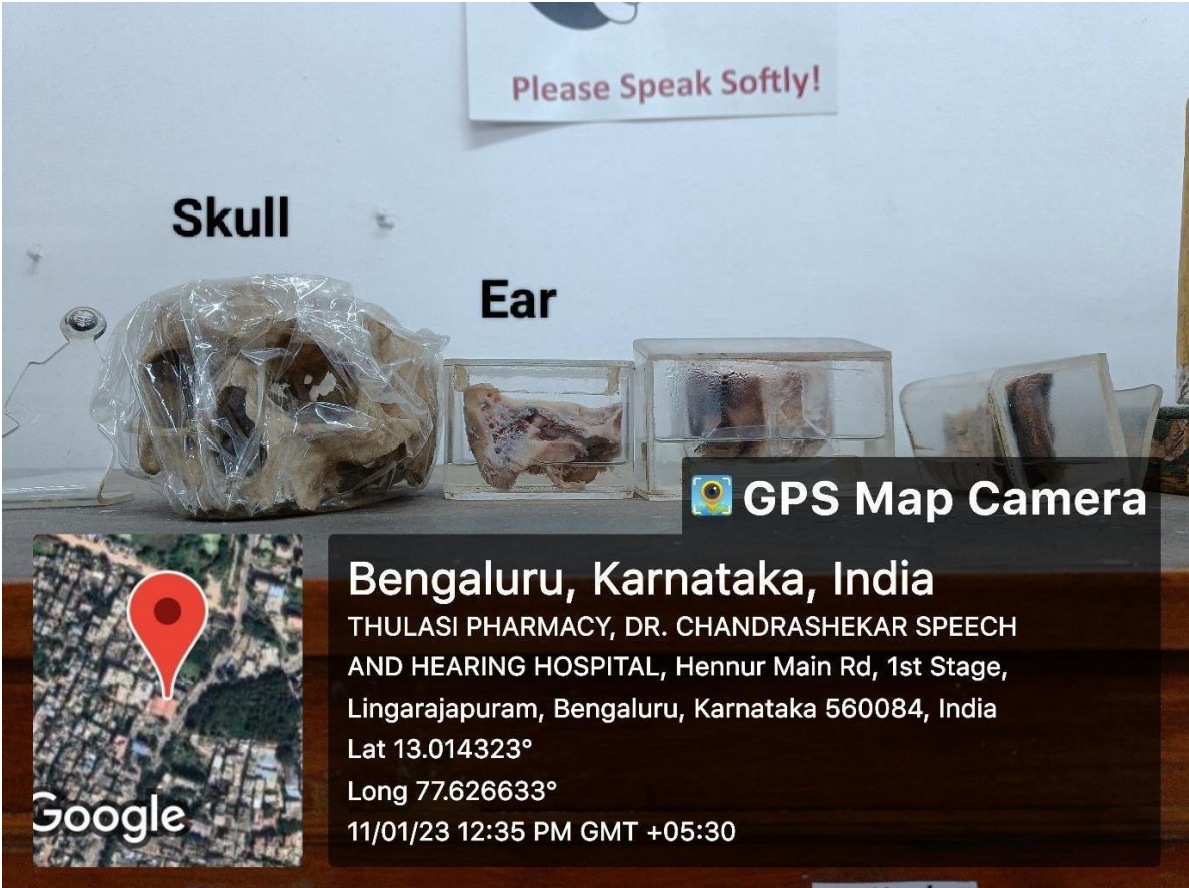 Please Speak Softly!
Skull
Ear
GPS Map Camera
Bengaluru, Karnataka, India
THULASI PHARMACY, DR. CHANDRASHEKAR SPEECH
AND HEARING HOSPITAL, Hennur Main Rd, 1st Stage,
Lingarajapuram, Bengaluru, Karnataka 560084, India
Lat 13.014323°
Long 77.626633°
11/01/23 12:35 PM GMT +05:30
Google